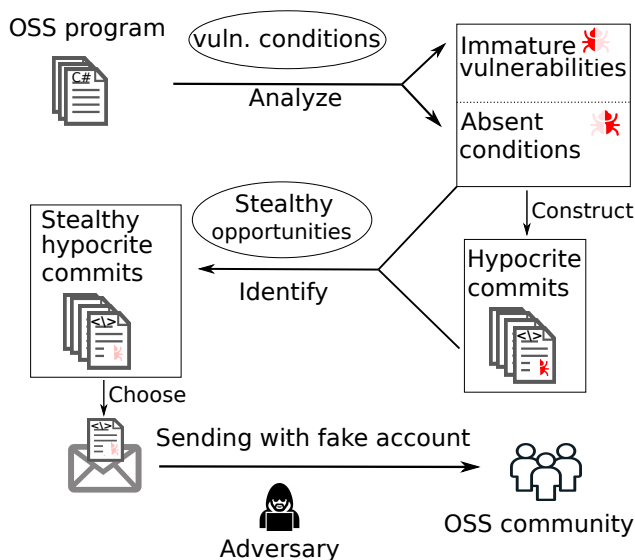 OSS program
C#
vuln. conditions
Analyze
Immature
vulnerabilities
Absent
conditions
Construct
Hypocrite
commits
<\>
Stealthy
opportunities
Identify
Stealthy
hypocrite
commits
<\>
Choose
<\>
Sending with fake account
Adversary
OSS community